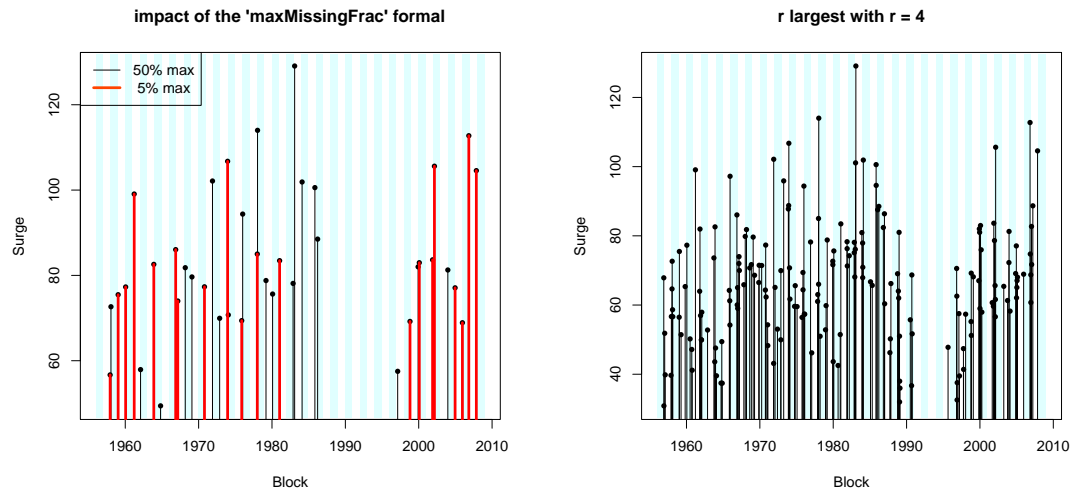 impact of the 'maxMissingFrac' formal
50% max
5% max
Surge
120
100
80
60
1960 1970 1980 1990 2000 2010
Block
r largest with r = 4
Surge
120
100
80
60
40
1960 1970 1980 1990 2000 2010
Block